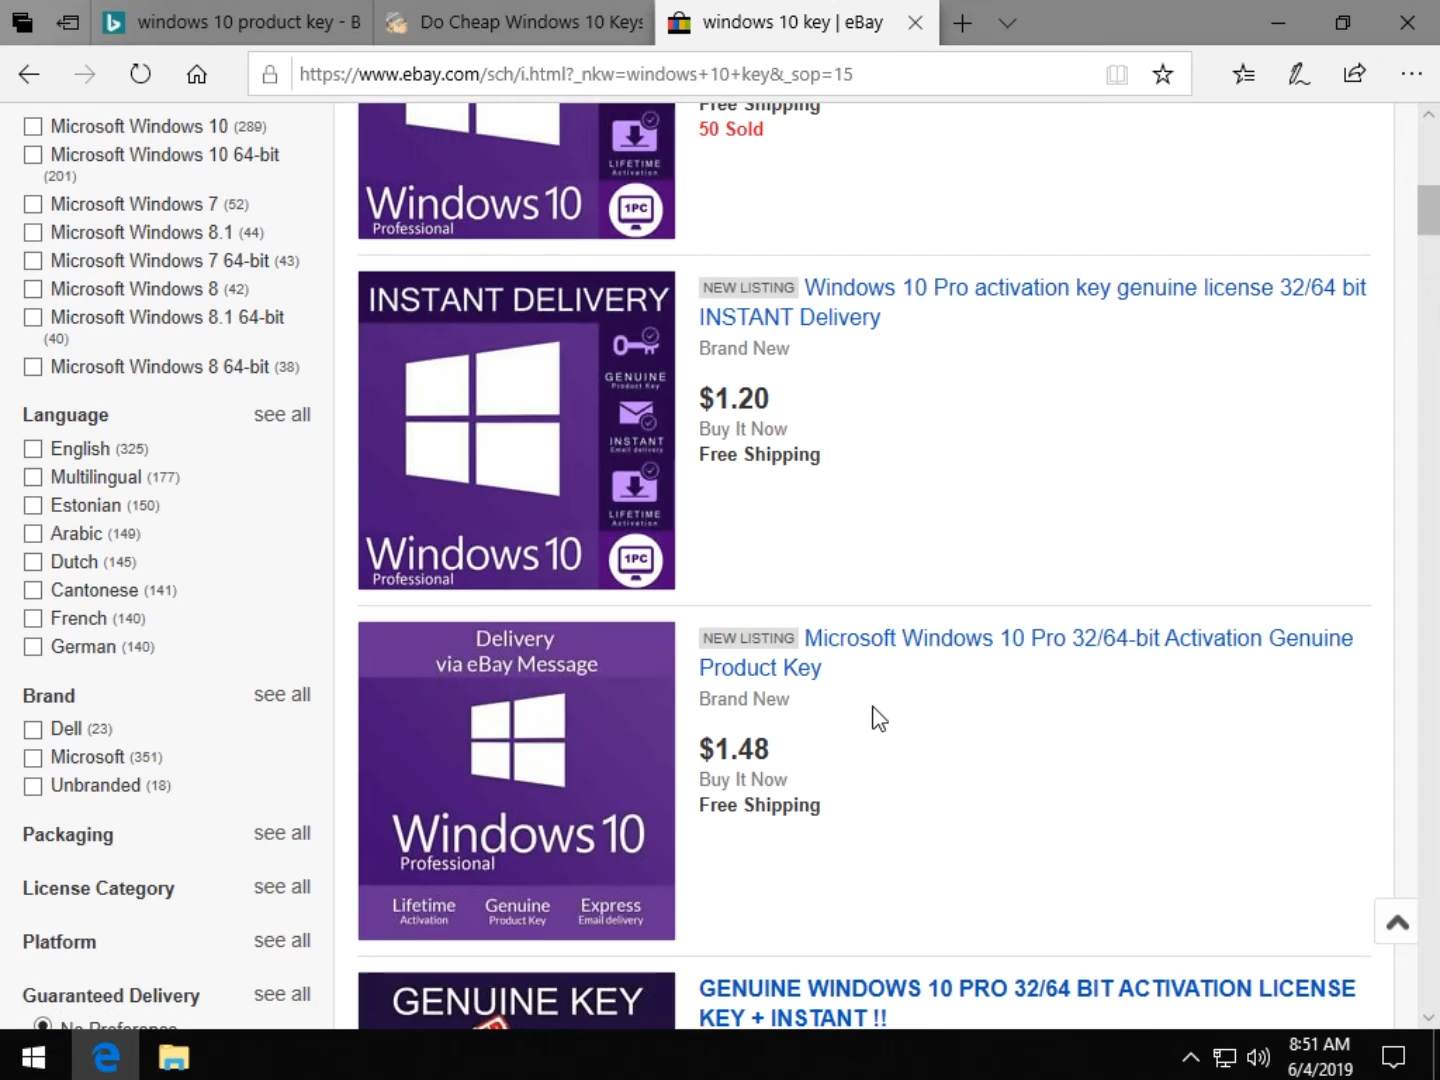 windows 10 product key - B
Do Cheap Windows 10 Keys
windows 10 key | eBay
https://www.ebay.com/sch/i.html?_nkw=windows+10+key&_sop=15
Microsoft Windows 10 (289)
Microsoft Windows 10 64-bit
(201)
Microsoft Windows 7 (52)
Microsoft Windows 8.1 (44)
Microsoft Windows 7 64-bit (43)
Microsoft Windows 8 (42)
Microsoft Windows 8.1 64-bit
(40)
Microsoft Windows 8 64-bit (38)
Language see all
English (325)
Multilingual (177)
Estonian (150)
Arabic (149)
Dutch (145)
Cantonese (141)
French (140)
German (140)
Brand see all
Dell (23)
Microsoft (351)
Unbranded (18)
Packaging see all
License Category see all
Platform see all
Guaranteed Delivery see all
No Preference
LIFETIME
Activation
Windows 10
Professional
1PC
Free Shipping
50 Sold
INSTANT DELIVERY
GENUINE
Product Key
INSTANT
Email delivery
LIFETIME
Activation
Windows 10
Professional
1PC
NEW LISTING Windows 10 Pro activation key genuine license 32/64 bit
INSTANT Delivery
Brand New
$1.20
Buy It Now
Free Shipping
Delivery
via eBay Message
Windows 10
Professional
Lifetime
Activation
Genuine
Product Key
Express
Email delivery
NEW LISTING Microsoft Windows 10 Pro 32/64-bit Activation Genuine
Product Key
Brand New
$1.48
Buy It Now
Free Shipping
GENUINE KEY
GENUINE WINDOWS 10 PRO 32/64 BIT ACTIVATION LICENSE
KEY + INSTANT !!
8:51 AM
6/4/2019